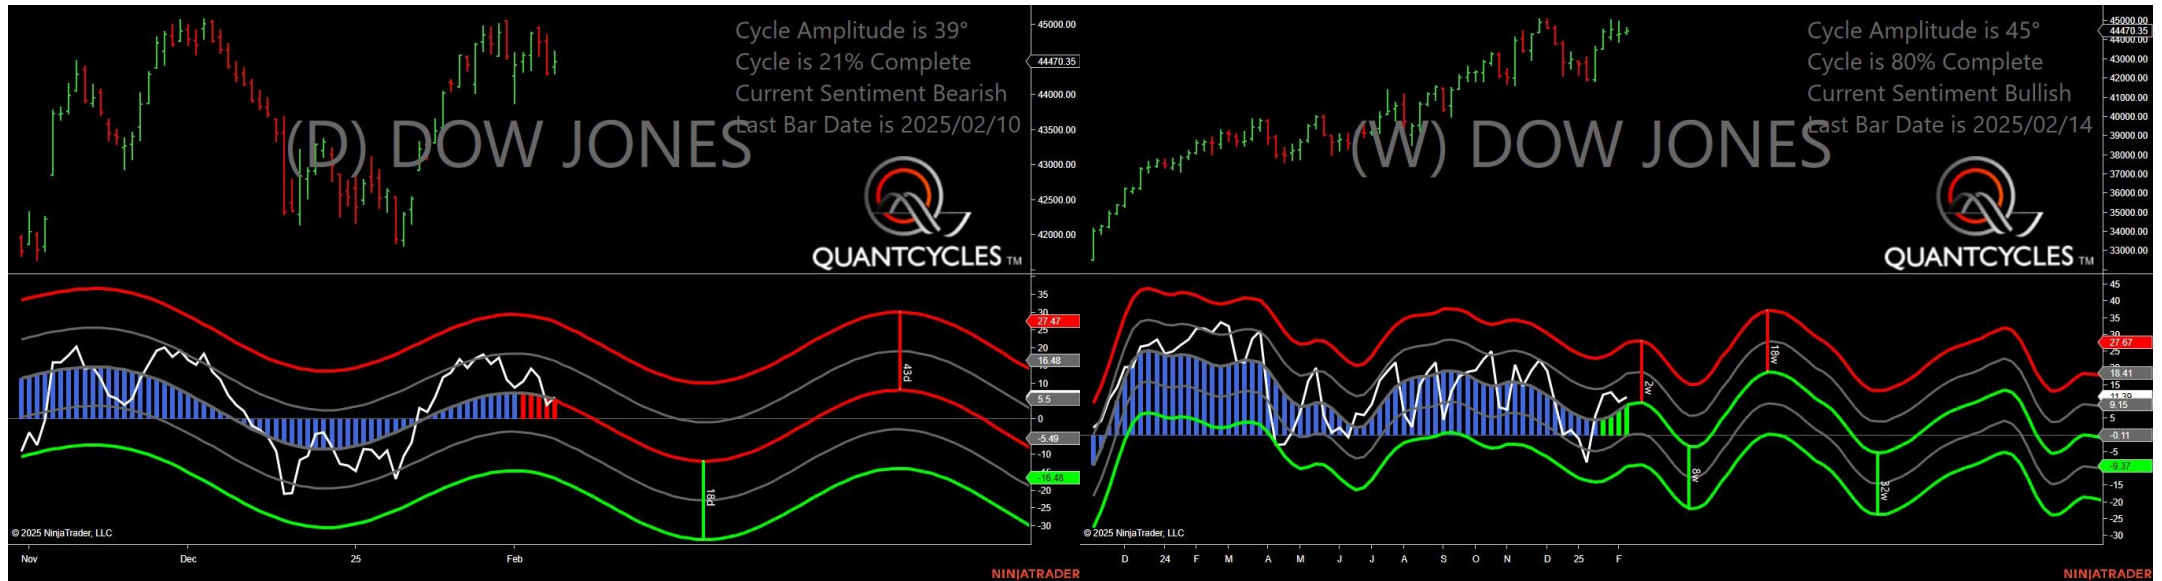 Cycle Amplitude is 39°
Cycle is 21% Complete
Current Sentiment Bearish
Last Bar Date is 2025/02/10
(D) DOW JONES
QUANTCYCLES TM
45000.00
44470.35
44000.00
43500.00
43000.00
42500.00
42000.00
35
30
27.47
25
20
16.48
10
5.5
0
-5.49
-10
-16.48
-20
-25
-30
43d
18d
© 2025 NinjaTrader, LLC
Nov
Dec
25
Feb
NINJATRADER
Cycle Amplitude is 45°
Cycle is 80% Complete
Current Sentiment Bullish
Last Bar Date is 2025/02/14
(W) DOW JONES
QUANTCYCLES TM
45000.00
44470.35
44000.00
43000.00
42000.00
41000.00
40000.00
39000.00
38000.00
37000.00
36000.00
35000.00
34000.00
33000.00
45
40
35
30
27.67
25
18.41
15
11.39
9.15
5
-0.11
-5
-9.37
-15
-20
-25
-30
2w
18w
8w
32w
© 2025 NinjaTrader, LLC
D 24 F M A M J J A S O N D 25 F
NINJATRADER